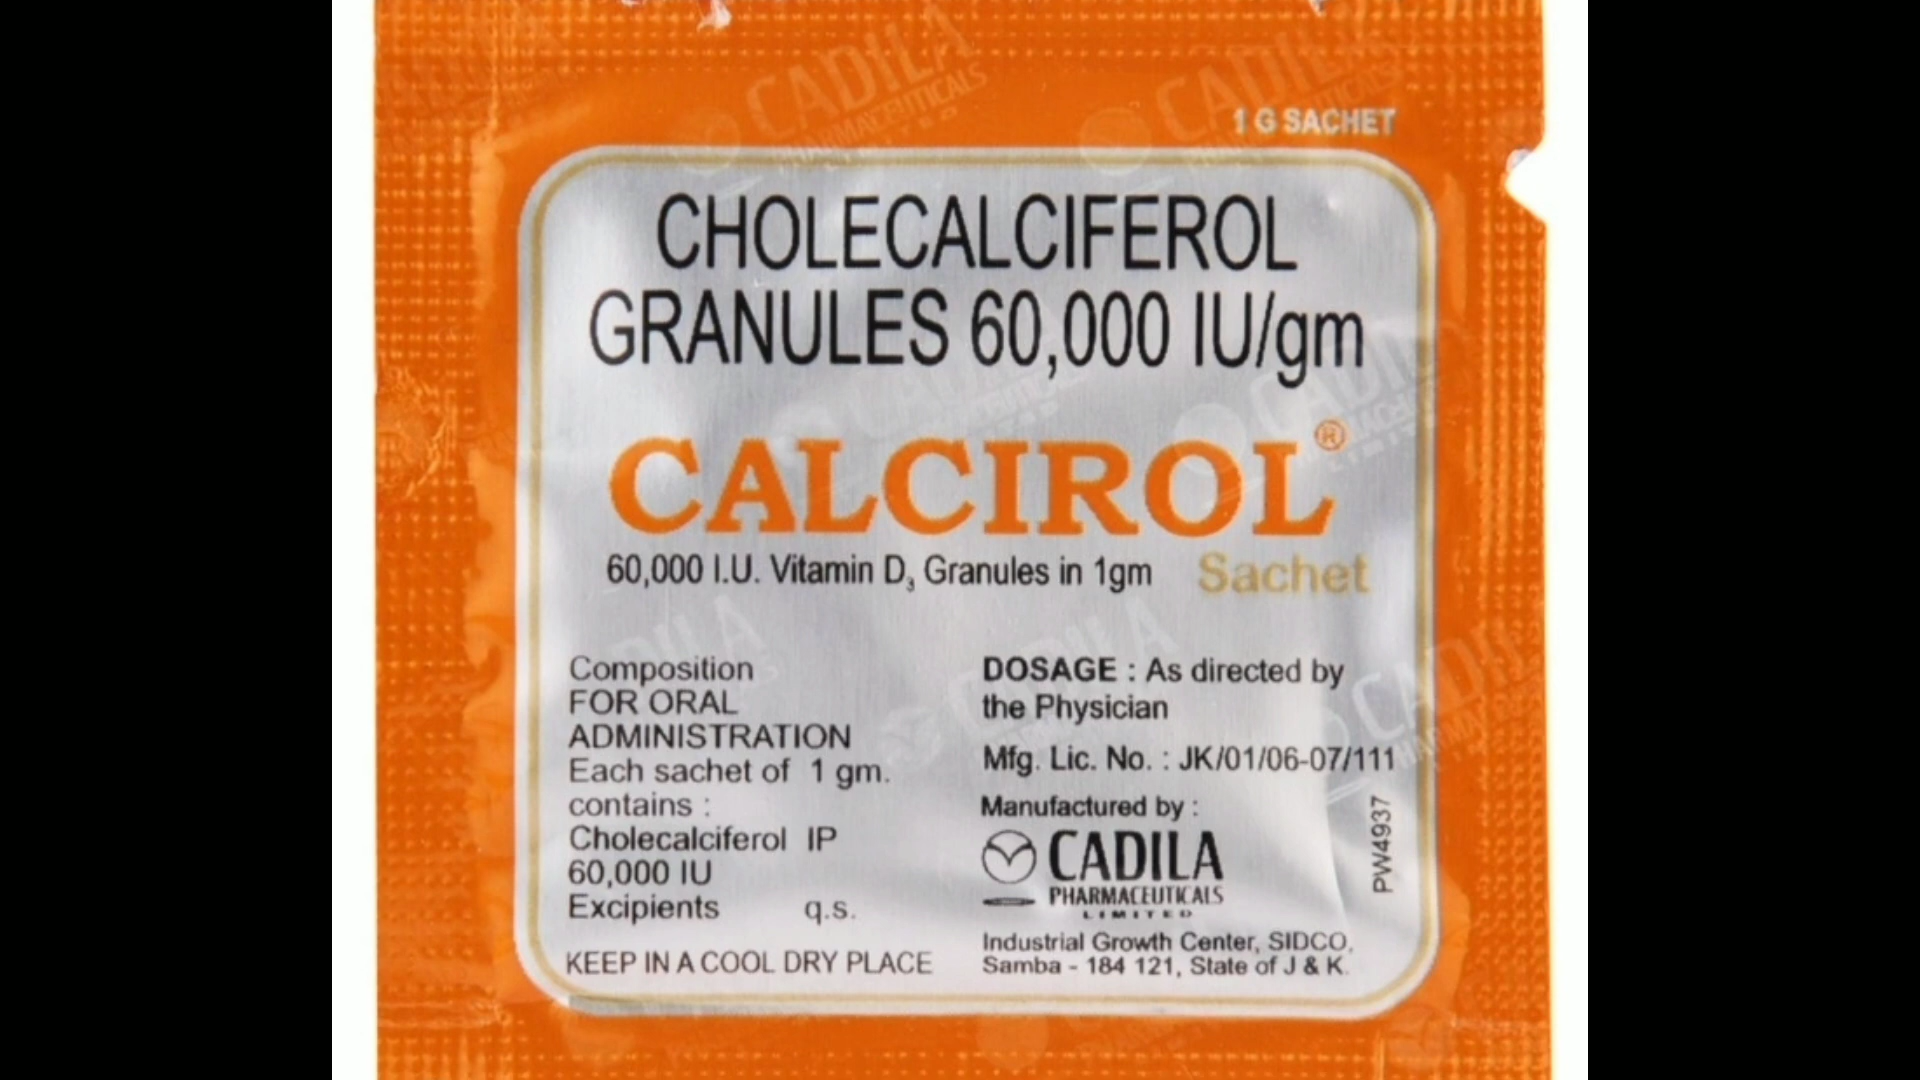 1 G SACHET
CHOLECALCIFEROL
GRANULES 60,000 IU/gm
CALCIROL®
60,000 I.U. Vitamin D₃ Granules in 1gm Sachet
Composition
FOR ORAL
ADMINISTRATION
Each sachet of 1 gm.
contains :
Cholecalciferol IP
60,000 IU
Excipients q.s.
KEEP IN A COOL DRY PLACE
DOSAGE : As directed by
the Physician
Mfg. Lic. No. : JK/01/06-07/111
Manufactured by :
CADILA
PHARMACEUTICALS
LIMITED
Industrial Growth Center, SIDCO,
Samba - 184 121, State of J & K.
PW4937
CADILA
PHARMACEUTICALS
LIMITED